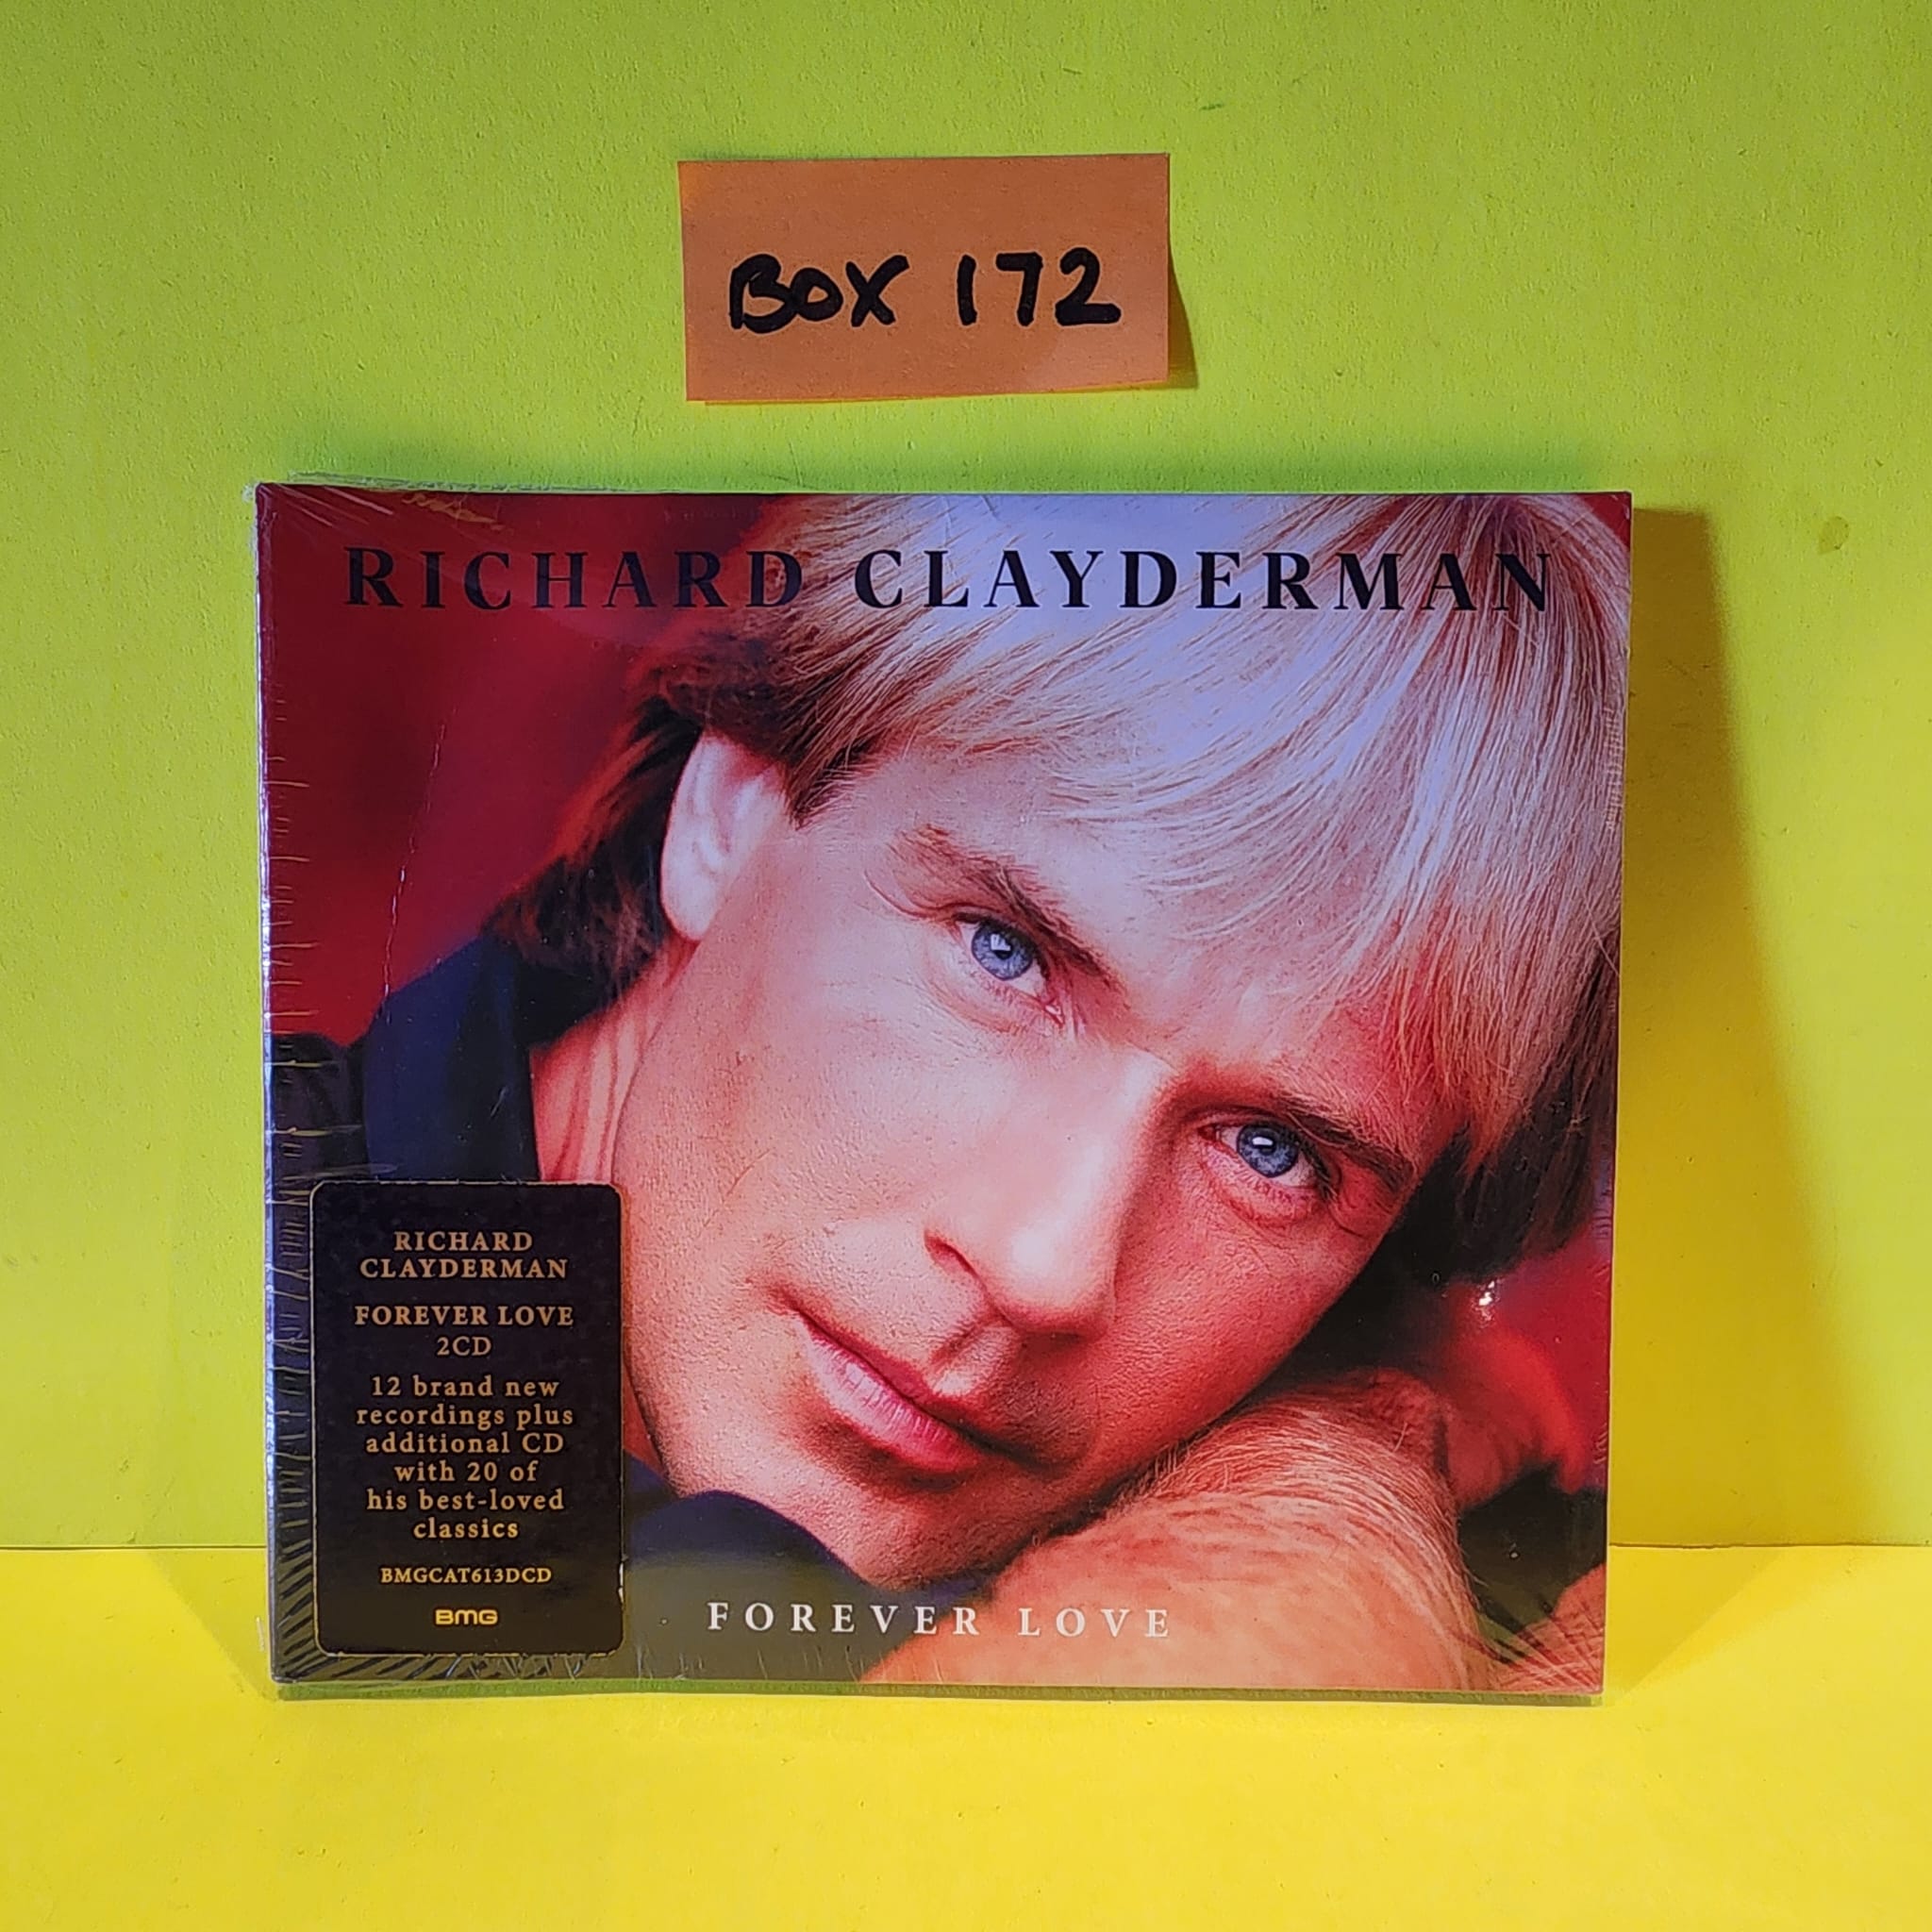 BOX 172
RICHARD CLAYDERMAN
RICHARD
CLAYDERMAN
FOREVER LOVE
2CD
12 brand new
recordings plus
additional CD
with 20 of
his best-loved
classics
BMGCAT613DCD
BMG
FOREVER LOVE